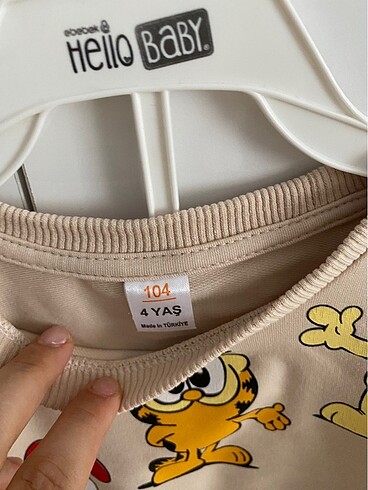 ebebek
Hello BABY®
104
4 YAŞ
Made In TÜRKİYE